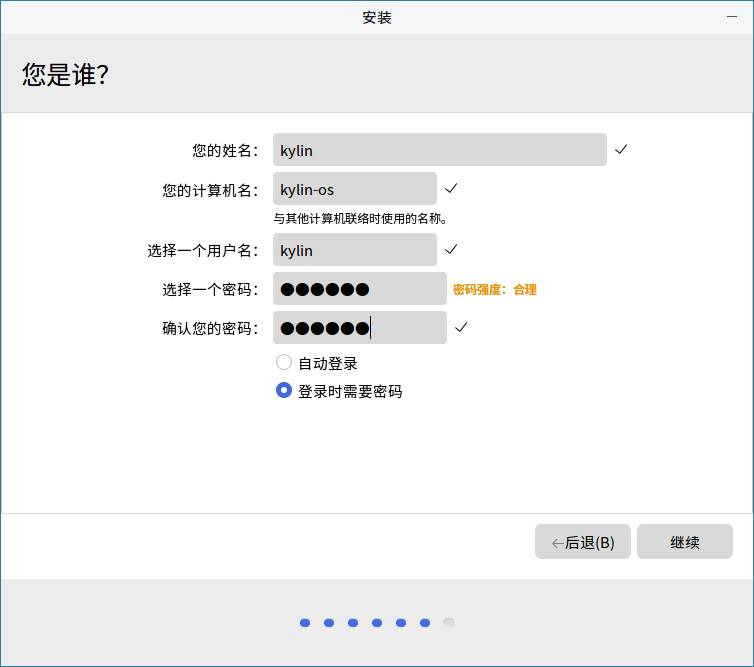 安装
您是谁？
您的姓名： kylin
您的计算机名： kylin-os
与其他计算机联络时使用的名称。
选择一个用户名： kylin
选择一个密码： ●●●●●● 密码强度：合理
确认您的密码： ●●●●●●
自动登录
登录时需要密码
←后退(B) 继续